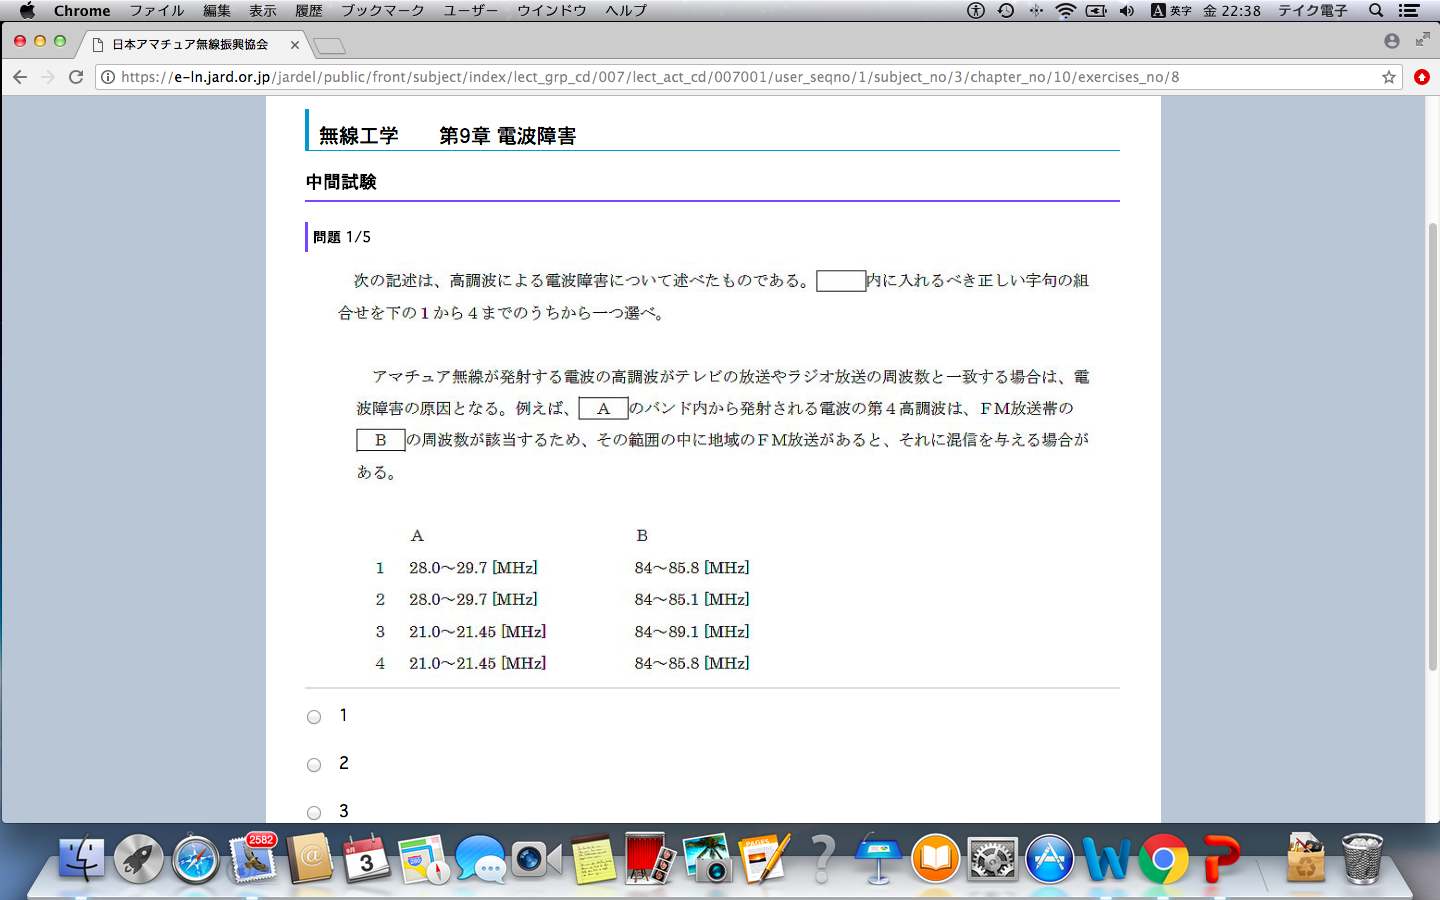 Chrome ファイル 編集 表示 履歴 ブックマーク ユーザー ウインドウ ヘルプ A 英字 金 22:38 テイク電子
日本アマチュア無線振興協会
https://e-ln.jard.or.jp/jardel/public/front/subject/index/lect_grp_cd/007/lect_act_cd/007001/user_seqno/1/subject_no/3/chapter_no/10/exercises_no/8
無線工学 第9章 電波障害
中間試験
問題 1/5
次の記述は、高調波による電波障害について述べたものである。 内に入れるべき正しい字句の組
合せを下の1から4までのうちから一つ選べ。
アマチュア無線が発射する電波の高調波がテレビの放送やラジオ放送の周波数と一致する場合は、電
波障害の原因となる。例えば、 A のバンド内から発射される電波の第4高調波は、FM放送帯の
B の周波数が該当するため、その範囲の中に地域のFM放送があると、それに混信を与える場合が
ある。
A B
1 28.0～29.7 [MHz] 84～85.8 [MHz]
2 28.0～29.7 [MHz] 84～85.1 [MHz]
3 21.0～21.45 [MHz] 84～89.1 [MHz]
4 21.0～21.45 [MHz] 84～85.8 [MHz]
1
2
3
2582
3
PAGES